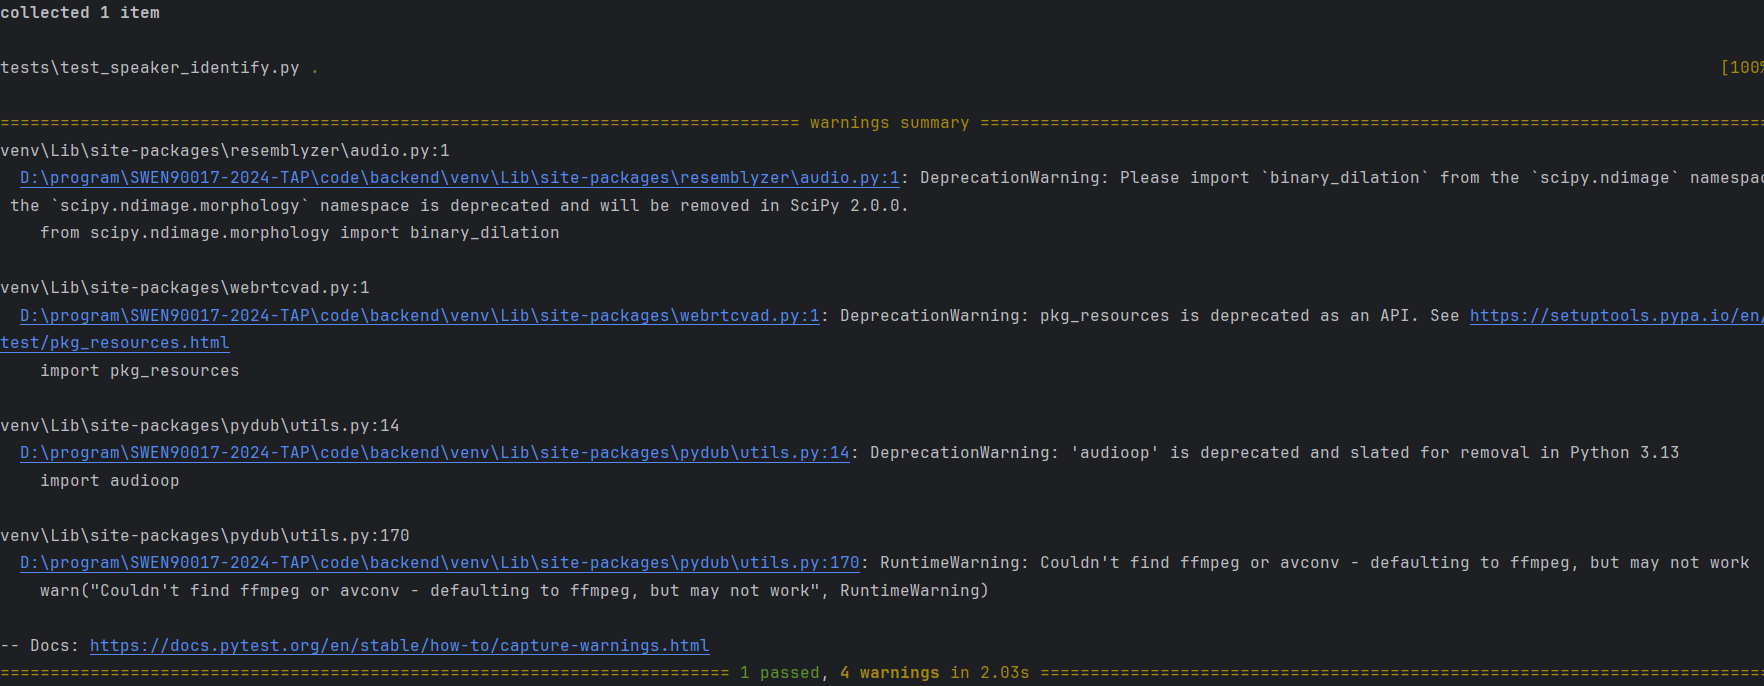 collected 1 item
tests\test_speaker_identify.py . [100%
================================================================================ warnings summary ===============================================================================
venv\Lib\site-packages\resemblyzer\audio.py:1
D:\program\SWEN90017-2024-TAP\code\backend\venv\Lib\site-packages\resemblyzer\audio.py:1: DeprecationWarning: Please import `binary_dilation` from the `scipy.ndimage` namespac
the `scipy.ndimage.morphology` namespace is deprecated and will be removed in SciPy 2.0.0.
from scipy.ndimage.morphology import binary_dilation
venv\Lib\site-packages\webrtcvad.py:1
D:\program\SWEN90017-2024-TAP\code\backend\venv\Lib\site-packages\webrtcvad.py:1: DeprecationWarning: pkg_resources is deprecated as an API. See https://setuptools.pypa.io/en/
test/pkg_resources.html
import pkg_resources
venv\Lib\site-packages\pydub\utils.py:14
D:\program\SWEN90017-2024-TAP\code\backend\venv\Lib\site-packages\pydub\utils.py:14: DeprecationWarning: 'audioop' is deprecated and slated for removal in Python 3.13
import audioop
venv\Lib\site-packages\pydub\utils.py:170
D:\program\SWEN90017-2024-TAP\code\backend\venv\Lib\site-packages\pydub\utils.py:170: RuntimeWarning: Couldn't find ffmpeg or avconv - defaulting to ffmpeg, but may not work
warn("Couldn't find ffmpeg or avconv - defaulting to ffmpeg, but may not work", RuntimeWarning)
-- Docs: https://docs.pytest.org/en/stable/how-to/capture-warnings.html
========================================================================= 1 passed, 4 warnings in 2.03s =========================================================================